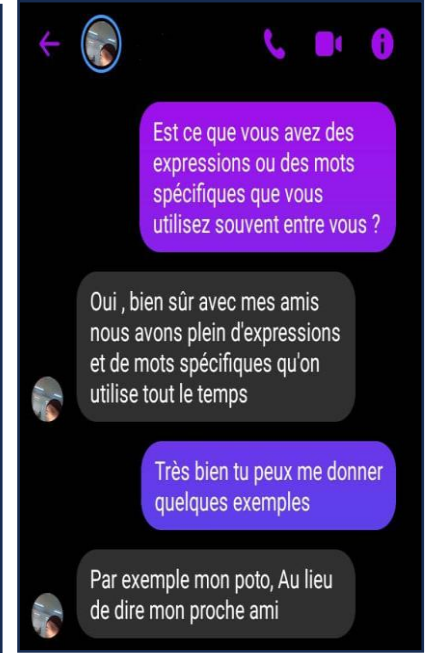 Est ce que vous avez des
expressions ou des mots
spécifiques que vous
utilisez souvent entre vous ?
Oui , bien sûr avec mes amis
nous avons plein d'expressions
et de mots spécifiques qu'on
utilise tout le temps
Très bien tu peux me donner
quelques exemples
Par exemple mon poto, Au lieu
de dire mon proche ami